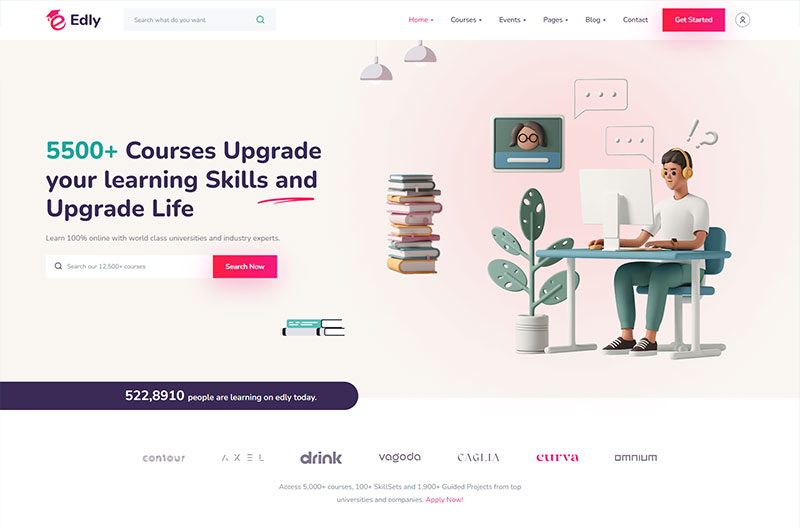 Edly
Search what do you want
Home Courses Events Pages Blog Contact Get Started
5500+ Courses Upgrade
your learning Skills and
Upgrade Life
Learn 100% online with world class universities and industry experts.
Search our 12,500+ courses Search Now
522,8910 people are learning on edly today.
contour AXEL drink vagoda CAGLIA curva omnium
Access 5,000+ courses, 100+ SkillSets and 1,900+ Guided Projects from top
universities and companies. Apply Now!